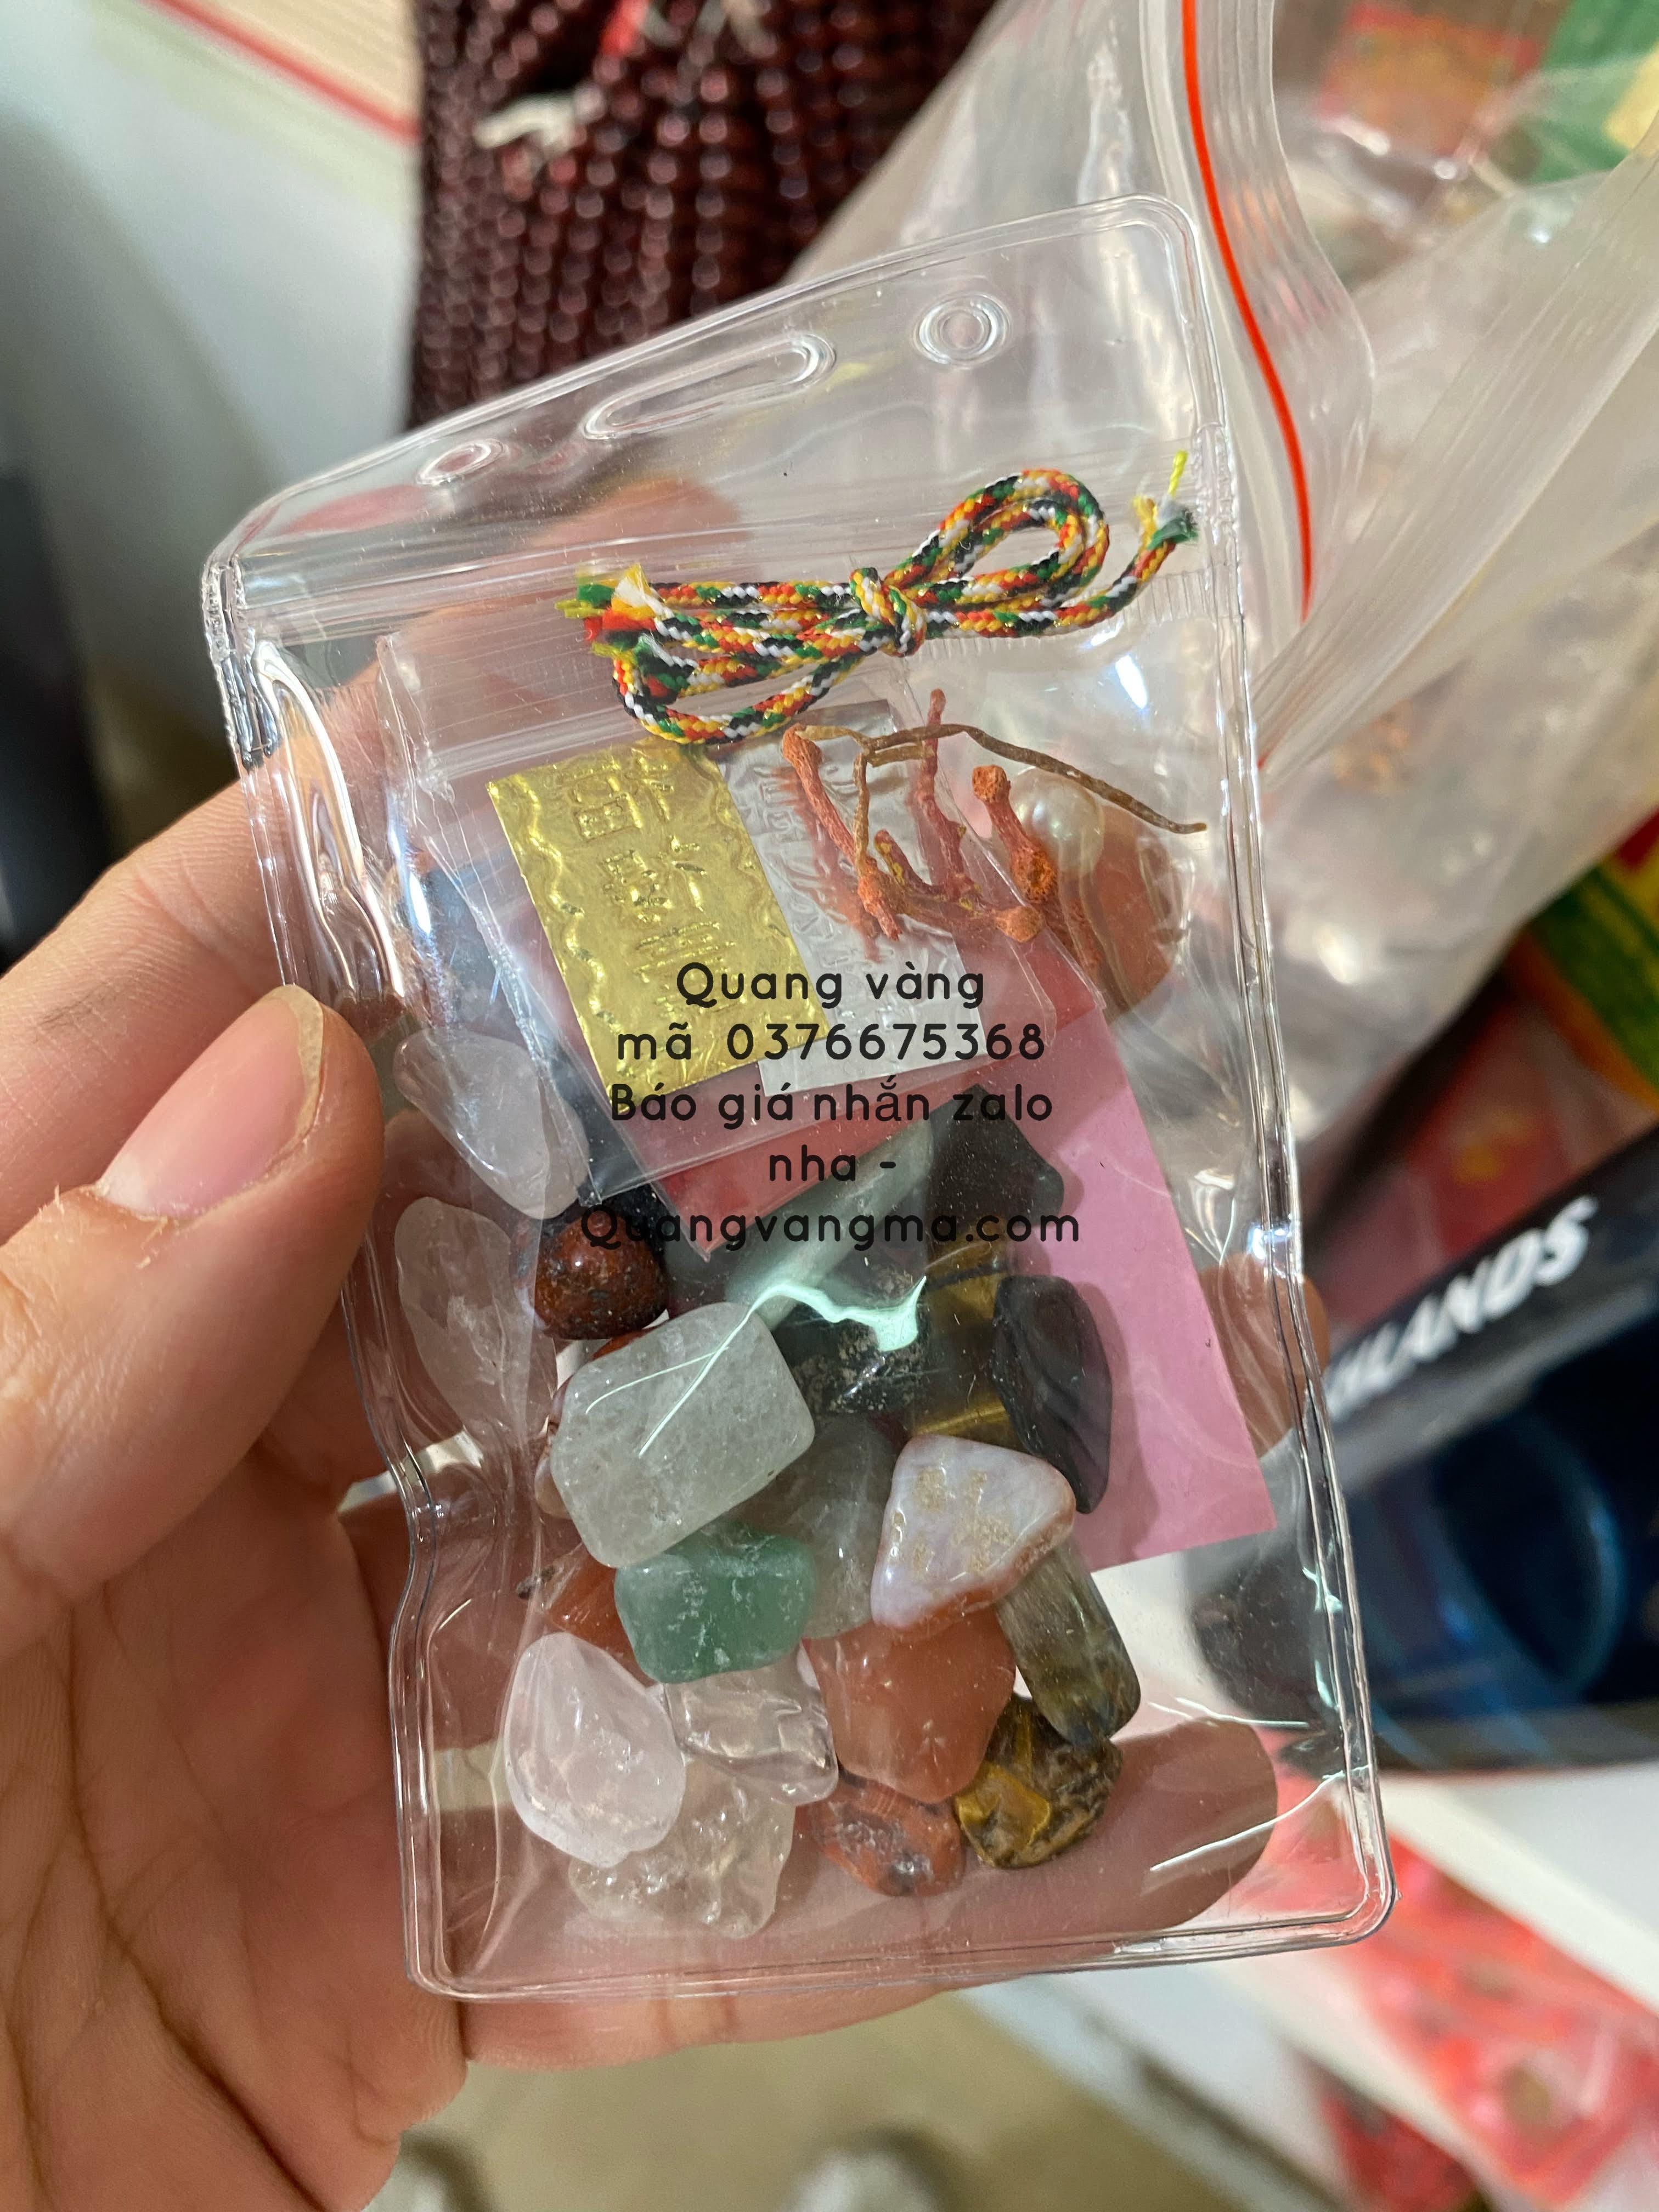 Quang vàng
mã 0376675368
Báo giá nhắn zalo
nha -
Quangvangma.com